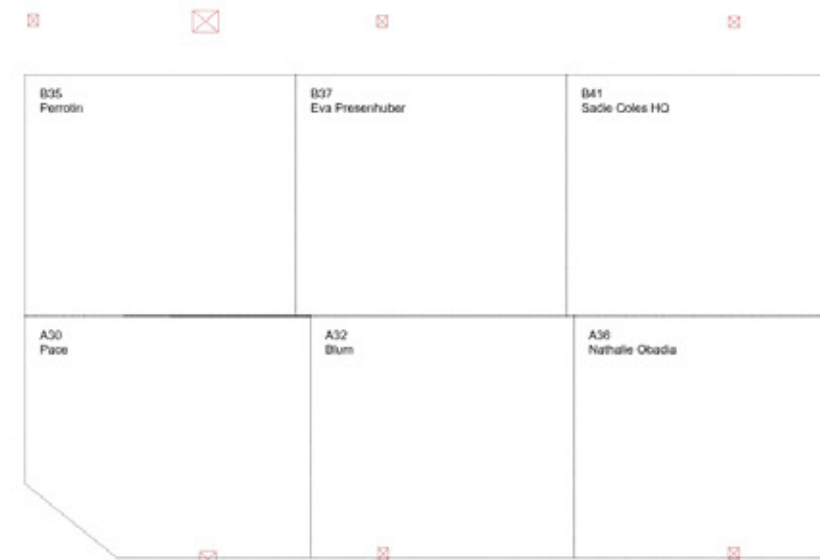 B35
Perrotin
B37
Eva Presenhuber
B41
Sadie Coles HQ
A30
Pace
A32
Blum
A36
Nathalie Obadia